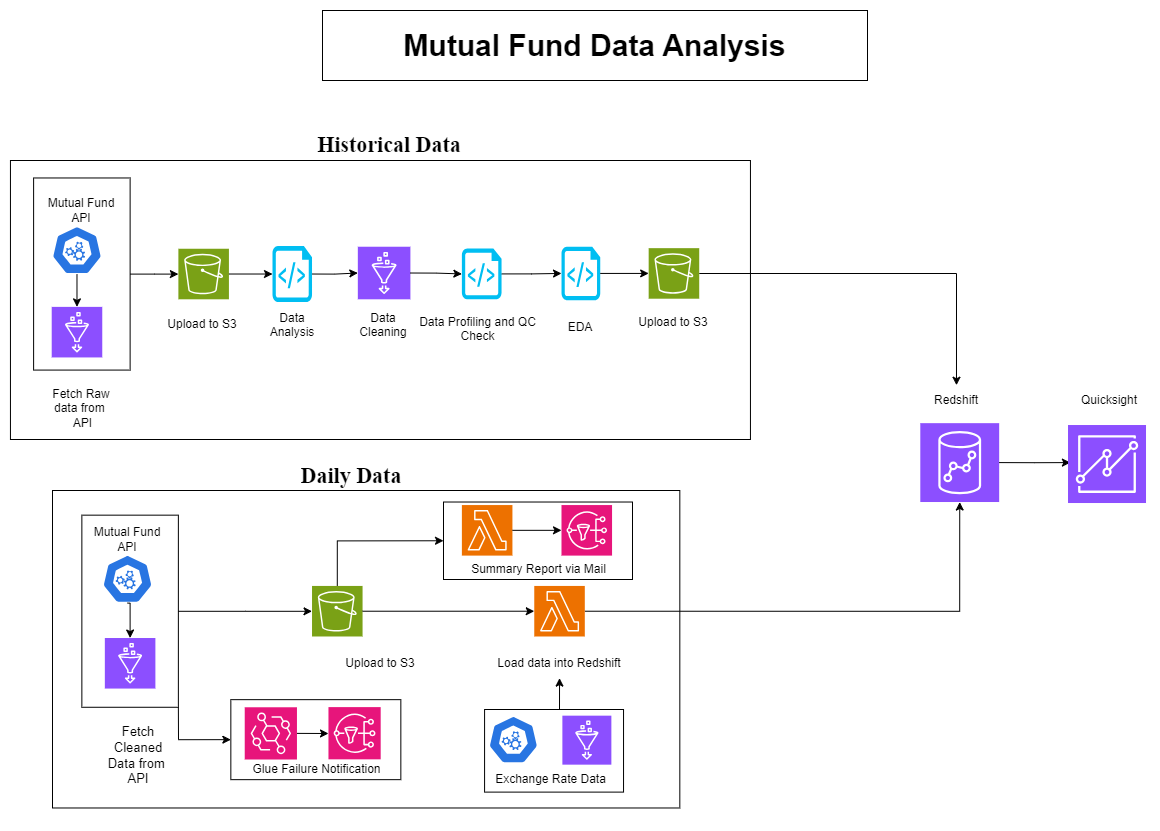 Mutual Fund Data Analysis
Historical Data
Mutual Fund
API
Fetch Raw
data from
API
Upload to S3
Data
Analysis
Data
Cleaning
Data Profiling and QC
Check
EDA
Upload to S3
Redshift
Quicksight
Daily Data
Mutual Fund
API
Fetch
Cleaned
Data from
API
Summary Report via Mail
Upload to S3
Load data into Redshift
Glue Failure Notification
Exchange Rate Data